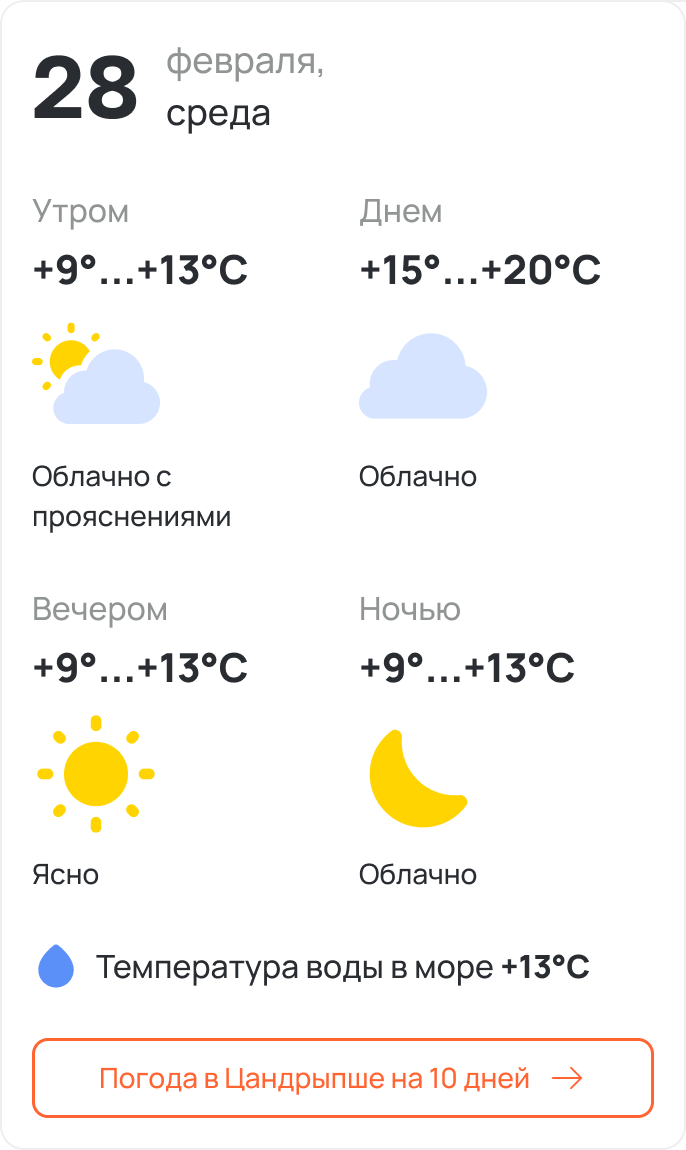 28
февраля,
среда
Утром
+9°...+13°C
Днем
+15°...+20°C
Облачно с
прояснениями
Облачно
Вечером
+9°...+13°C
Ночью
+9°...+13°C
Ясно
Облачно
Температура воды в море +13°C
Погода в Цандрыпше на 10 дней →